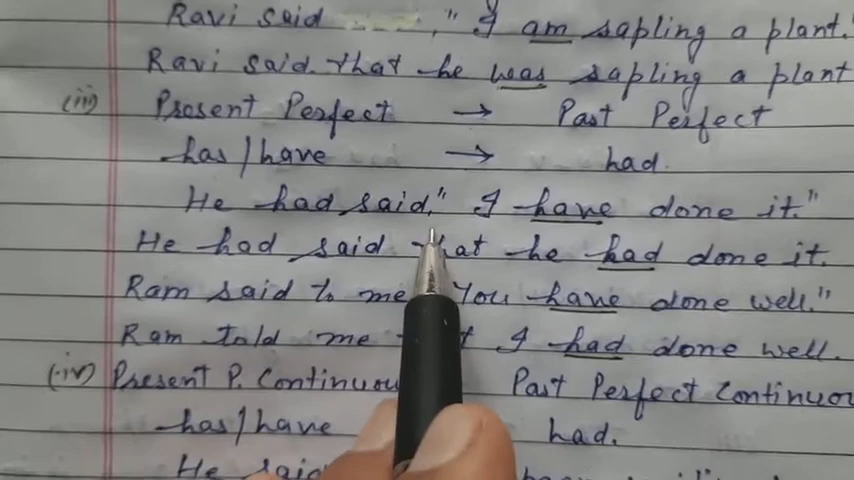 Ravi said ," I am sapling a plant."
Ravi said that he was sapling a plant
(iii) Present Perfect → Past Perfect
has/have → had.
He had said," I have done it."
He had said that he had done it.
Ram said to me You have done well."
Ram told me I had done well.
(iv) Present P. Continuou Past Perfect Continuou
has/have had.
He said